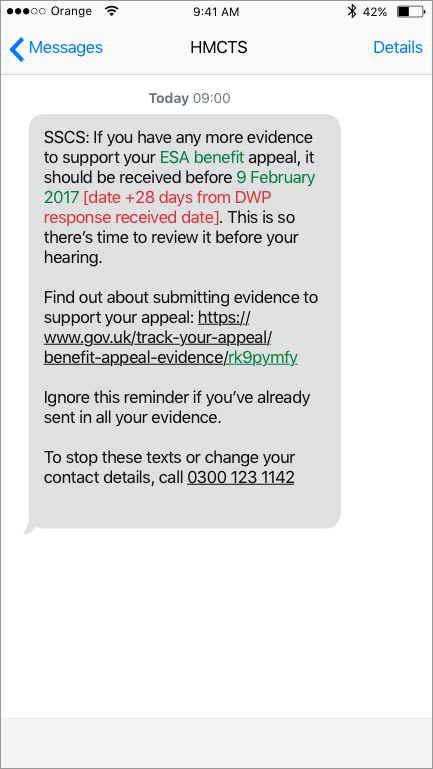 Orange 9:41 AM 42%
Messages HMCTS Details
Today 09:00
SSCS: If you have any more evidence
to support your ESA benefit appeal, it
should be received before 9 February
2017 [date +28 days from DWP
response received date]. This is so
there’s time to review it before your
hearing.
Find out about submitting evidence to
support your appeal: https://
www.gov.uk/track-your-appeal/
benefit-appeal-evidence/rk9pymfy
Ignore this reminder if you’ve already
sent in all your evidence.
To stop these texts or change your
contact details, call 0300 123 1142